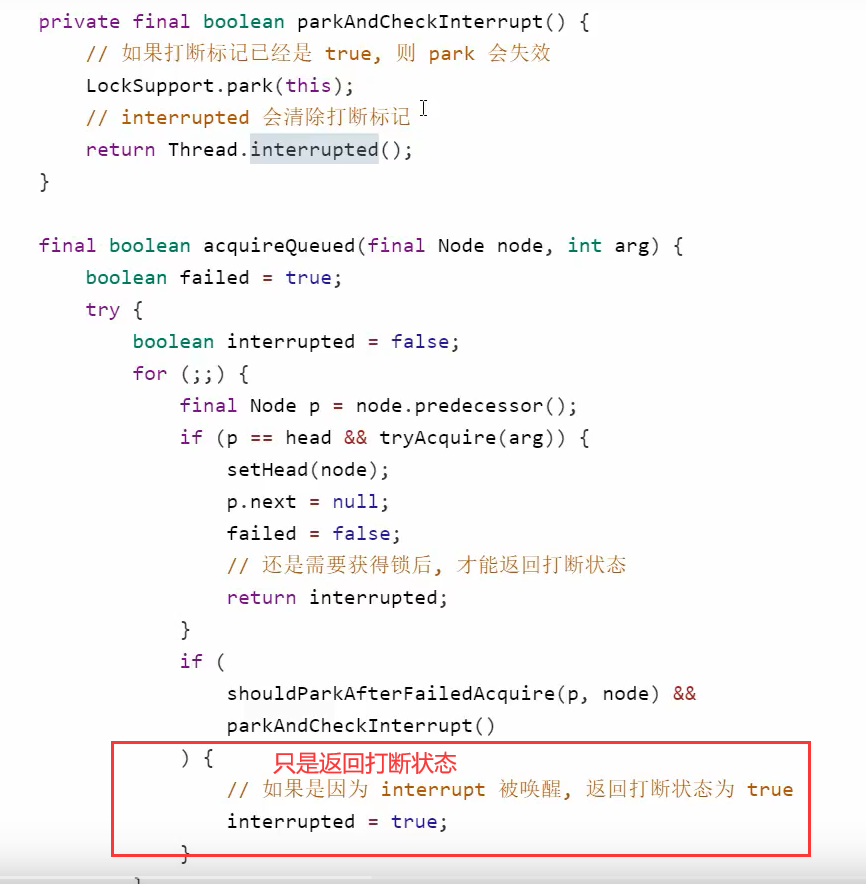 private final boolean parkAndCheckInterrupt() {
// 如果打断标记已经是 true, 则 park 会失效
LockSupport.park(this);
// interrupted 会清除打断标记
return Thread.interrupted();
}
final boolean acquireQueued(final Node node, int arg) {
boolean failed = true;
try {
boolean interrupted = false;
for (;;) {
final Node p = node.predecessor();
if (p == head && tryAcquire(arg)) {
setHead(node);
p.next = null;
failed = false;
// 还是需要获得锁后, 才能返回打断状态
return interrupted;
}
if (
shouldParkAfterFailedAcquire(p, node) &&
parkAndCheckInterrupt()
) {
只是返回打断状态
// 如果是因为 interrupt 被唤醒, 返回打断状态为 true
interrupted = true;
}